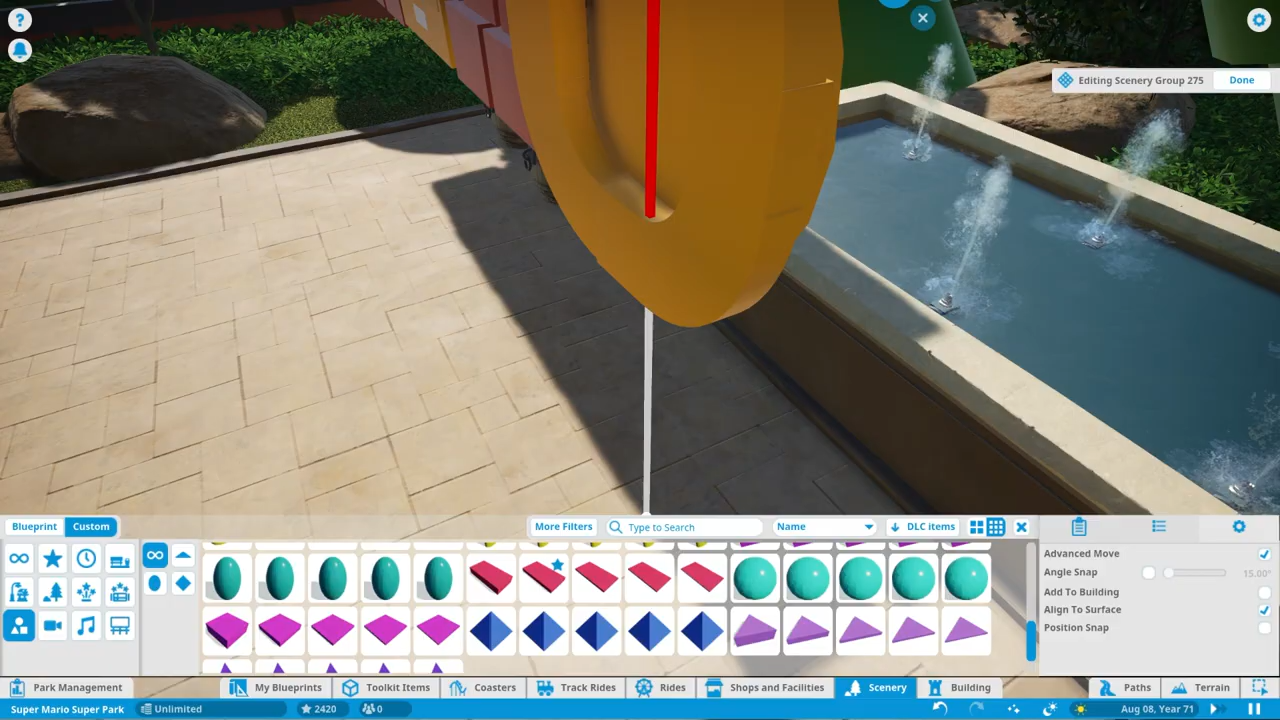 ?
Editing Scenery Group 275 Done
Blueprint Custom
More Filters Type to Search Name DLC items
Advanced Move
Angle Snap 15.00°
Add To Building
Align To Surface
Position Snap
Park Management My Blueprints Toolkit Items Coasters Track Rides Rides Shops and Facilities Scenery Building Paths Terrain
Super Mario Super Park Unlimited 2420 0 Aug 08, Year 71